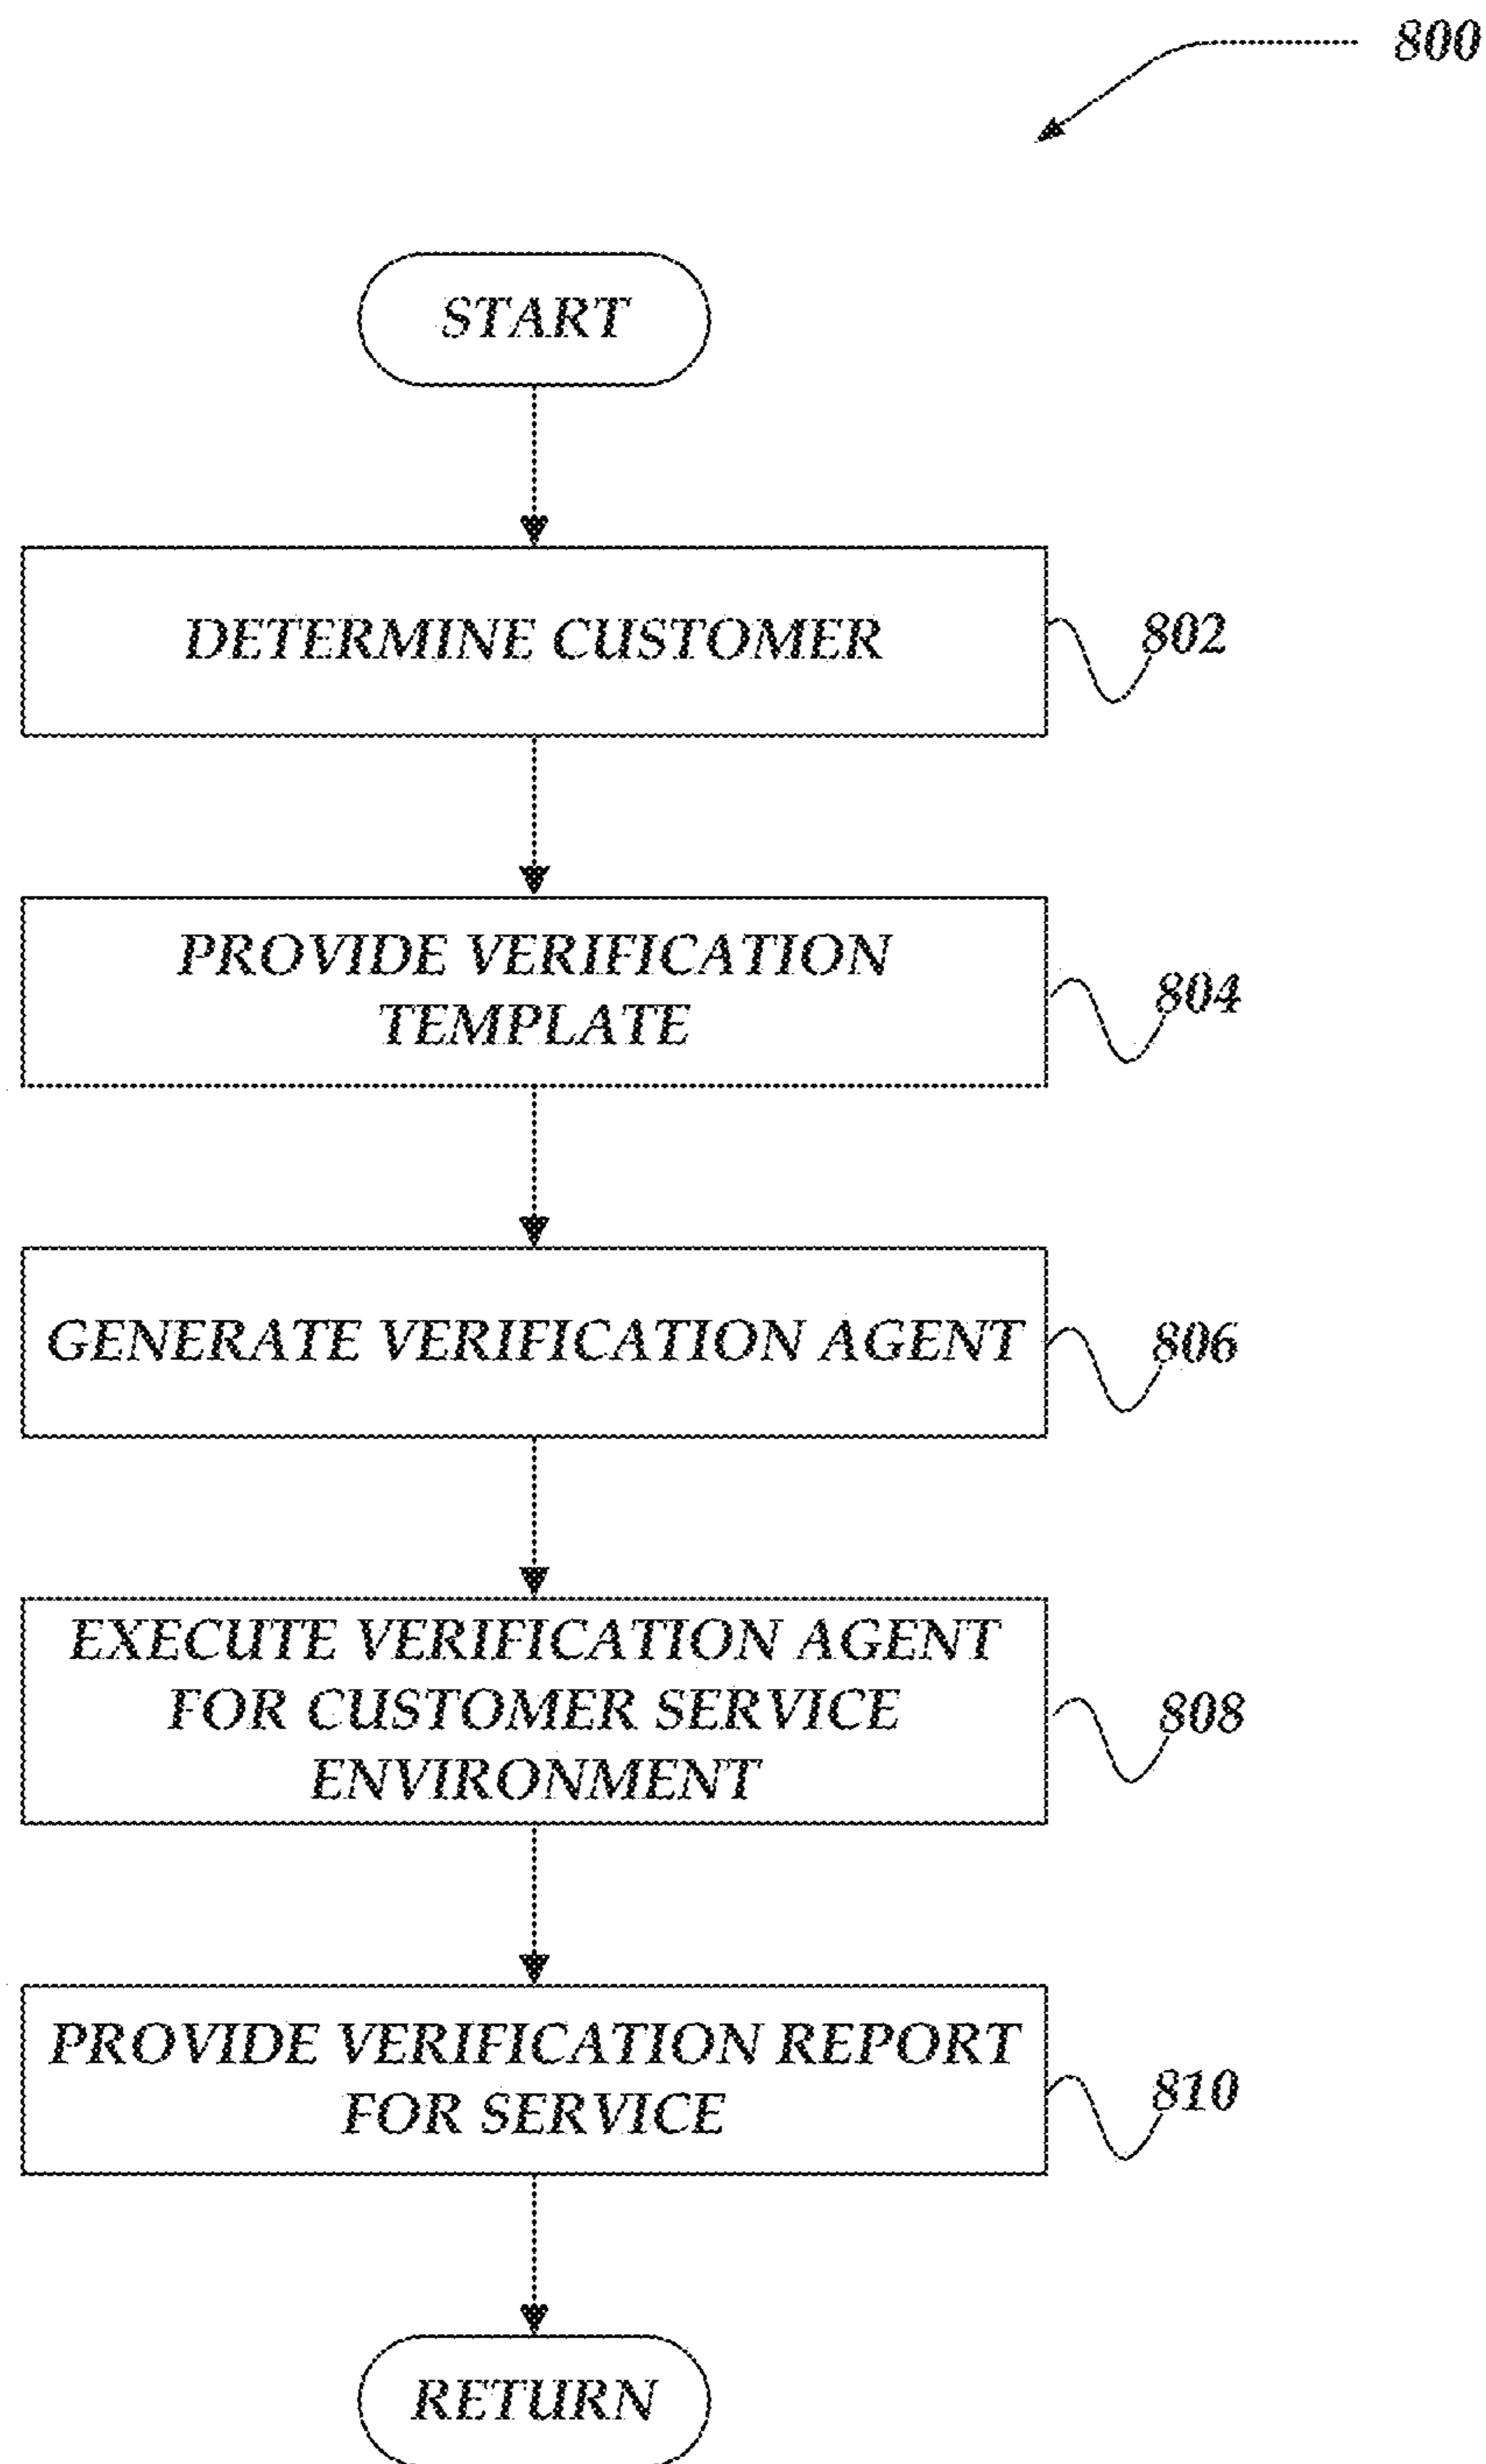 800
START
DETERMINE CUSTOMER
802
PROVIDE VERIFICATION
TEMPLATE
804
GENERATE VERIFICATION AGENT
806
EXECUTE VERIFICATION AGENT
FOR CUSTOMER SERVICE
ENVIRONMENT
808
PROVIDE VERIFICATION REPORT
FOR SERVICE
810
RETURN